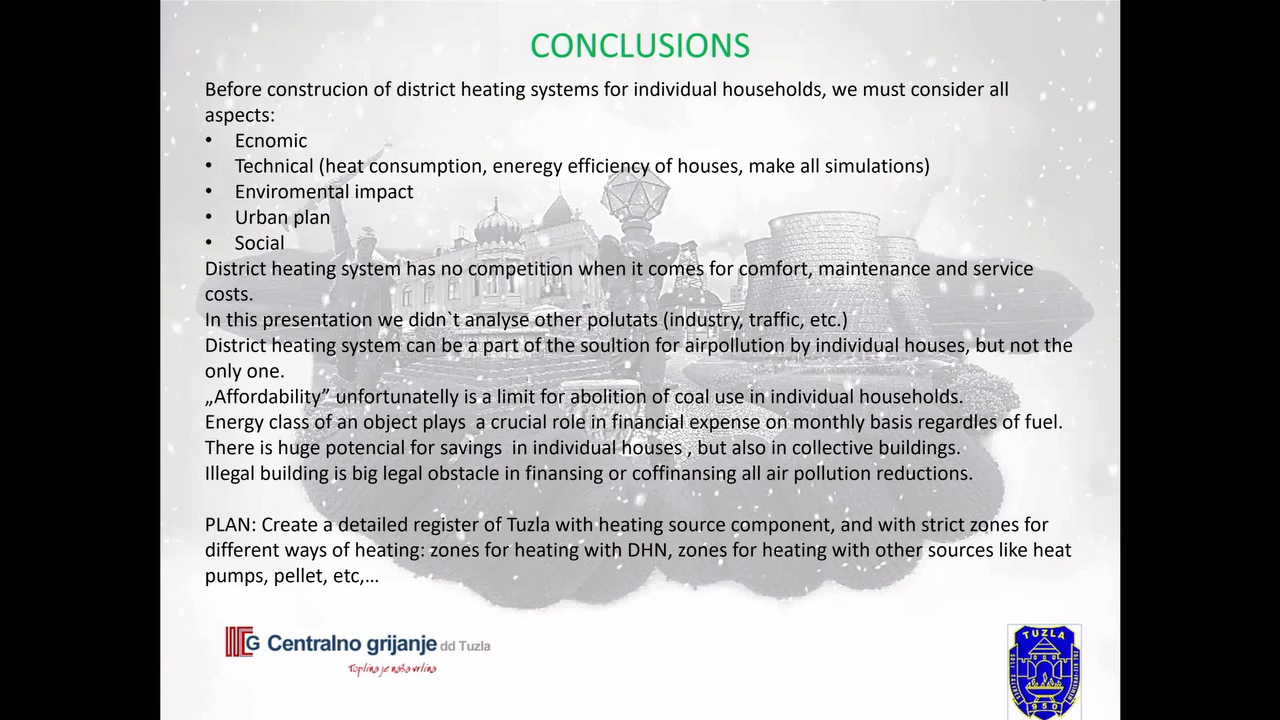 CONCLUSIONS
Before construcion of district heating systems for individual households, we must consider all
aspects:
• Ecnomic
• Technical (heat consumption, eneregy efficiency of houses, make all simulations)
• Enviromental impact
• Urban plan
• Social
District heating system has no competition when it comes for comfort, maintenance and service
costs.
In this presentation we didn`t analyse other polutats (industry, traffic, etc.)
District heating system can be a part of the soultion for airpollution by individual houses, but not the
only one.
„Affordability” unfortunatelly is a limit for abolition of coal use in individual households.
Energy class of an object plays  a crucial role in financial expense on monthly basis regardles of fuel.
There is huge potencial for savings  in individual houses , but also in collective buildings.
Illegal building is big legal obstacle in finansing or coffinansing all air pollution reductions.
PLAN: Create a detailed register of Tuzla with heating source component, and with strict zones for
different ways of heating: zones for heating with DHN, zones for heating with other sources like heat
pumps, pellet, etc,…
G Centralno grijanje dd Tuzla
Toplina je naša vrlina
TUZLA
950